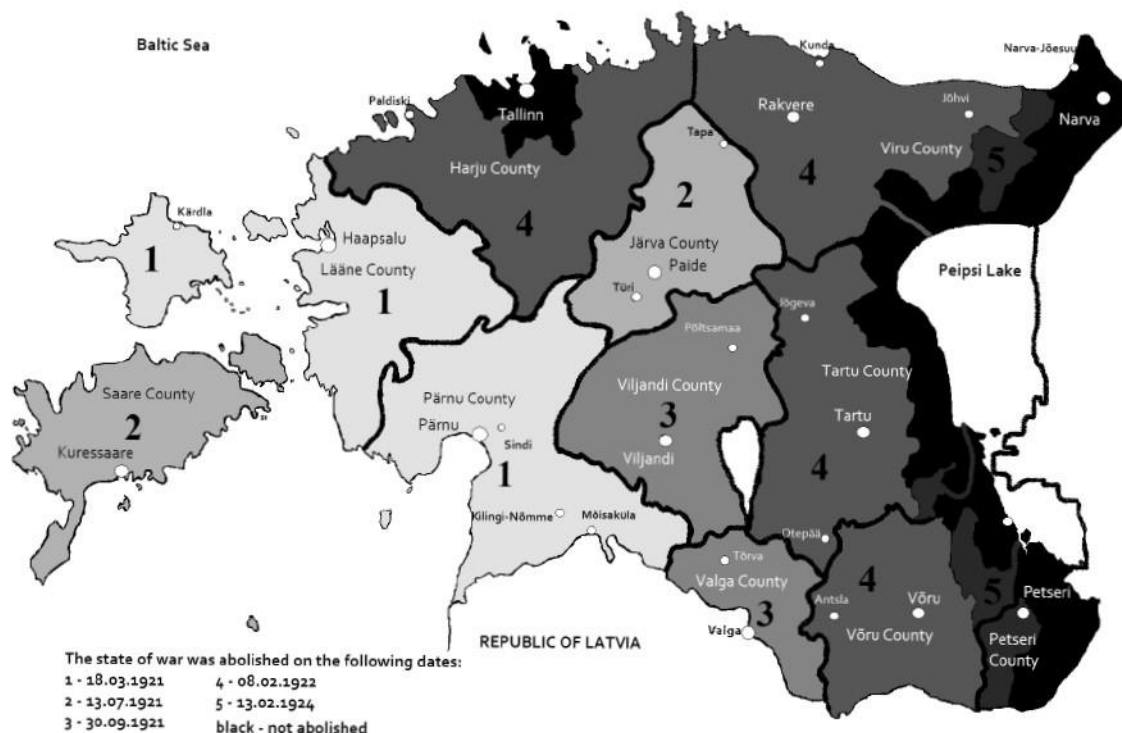 Baltic Sea
Kunda
Narva-Jõesuu
Paldiski
Tallinn
Rakvere
Jõhvi
Narva
Tapa
Viru County
5
Harju County
4
2
4
Kärdla
1
Haapsalu
Lääne County
1
Järva County
Paide
Türi
Peipsi Lake
Jõgeva
Põltsamaa
Saare County
2
Kuressaare
Pärnu County
Pärnu
Sindi
1
Viljandi County
3
Viljandi
Tartu County
Tartu
4
Kilingi-Nõmme
Mõisaküla
Otepää
Tõrva
Valga County
3
Valga
4
Antsla
Võru
Võru County
5
Petseri
Petseri
County
REPUBLIC OF LATVIA
The state of war was abolished on the following dates:
1 - 18.03.1921
4 - 08.02.1922
2 - 13.07.1921
5 - 13.02.1924
3 - 30.09.1921
black - not abolished